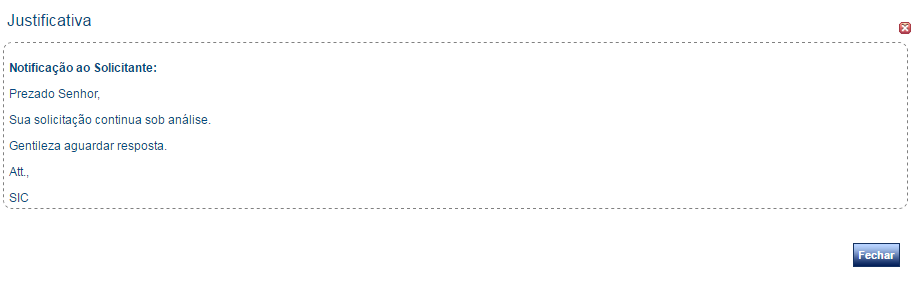 Justificativa
Notificação ao Solicitante:
Prezado Senhor,
Sua solicitação continua sob análise.
Gentileza aguardar resposta.
Att.,
SIC
Fechar